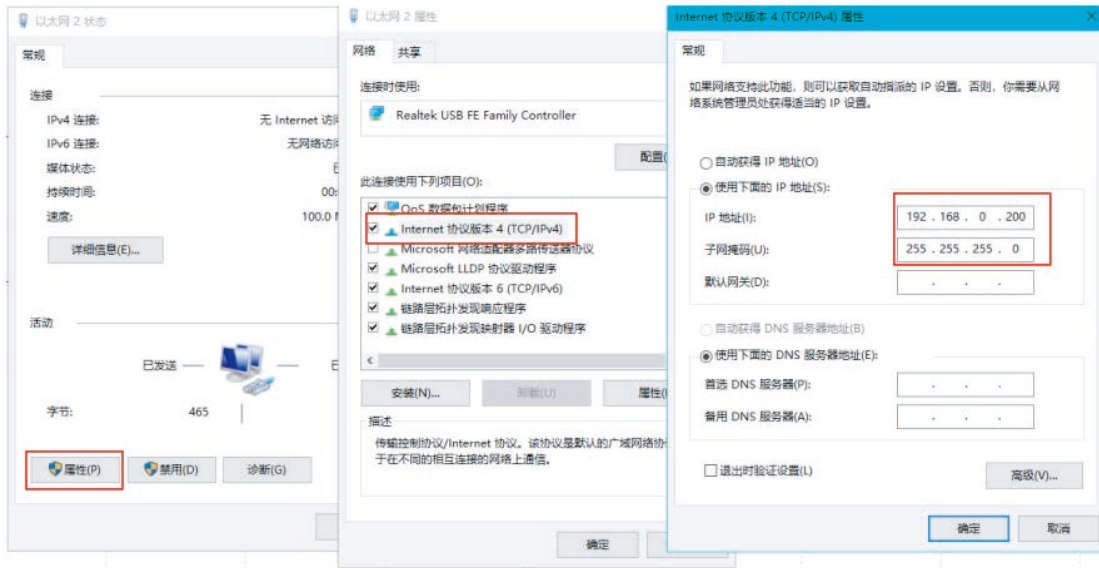 以太网 2 状态
常规
连接
IPv4 连接:
无 Internet 访问
IPv6 连接:
无网络访问
媒体状态:
已
持续时间:
00:
速度:
100.0
详细信息(E)...
活动
已发送
已
字节:
465
属性(P)
禁用(D)
诊断(G)
以太网 2 属性
网络
共享
连接时使用:
Realtek USB FE Family Controller
配置(
此连接使用下列项目(O):
QoS 数据包计划程序
Internet 协议版本 4 (TCP/IPv4)
Microsoft 网络适配器多路传送器协议
Microsoft LLDP 协议驱动程序
Internet 协议版本 6 (TCP/IPv6)
链路层拓扑发现响应程序
链路层拓扑发现映射器 I/O 驱动程序
安装(N)...
卸载(U)
属性(
描述
传输控制协议/Internet 协议。该协议是默认的广域网络协
于在不同的相互连接的网络上通信。
确定
Internet 协议版本 4 (TCP/IPv4) 属性
常规
如果网络支持此功能，则可以获取自动指派的 IP 设置。否则，你需要从网
络系统管理员处获得适当的 IP 设置。
自动获得 IP 地址(O)
使用下面的 IP 地址(S):
IP 地址(I):
192 . 168 . 0 . 200
子网掩码(U):
255 . 255 . 255 . 0
默认网关(D):
自动获得 DNS 服务器地址(B)
使用下面的 DNS 服务器地址(E):
首选 DNS 服务器(P):
备用 DNS 服务器(A):
退出时验证设置(L)
高级(V)...
确定
取消